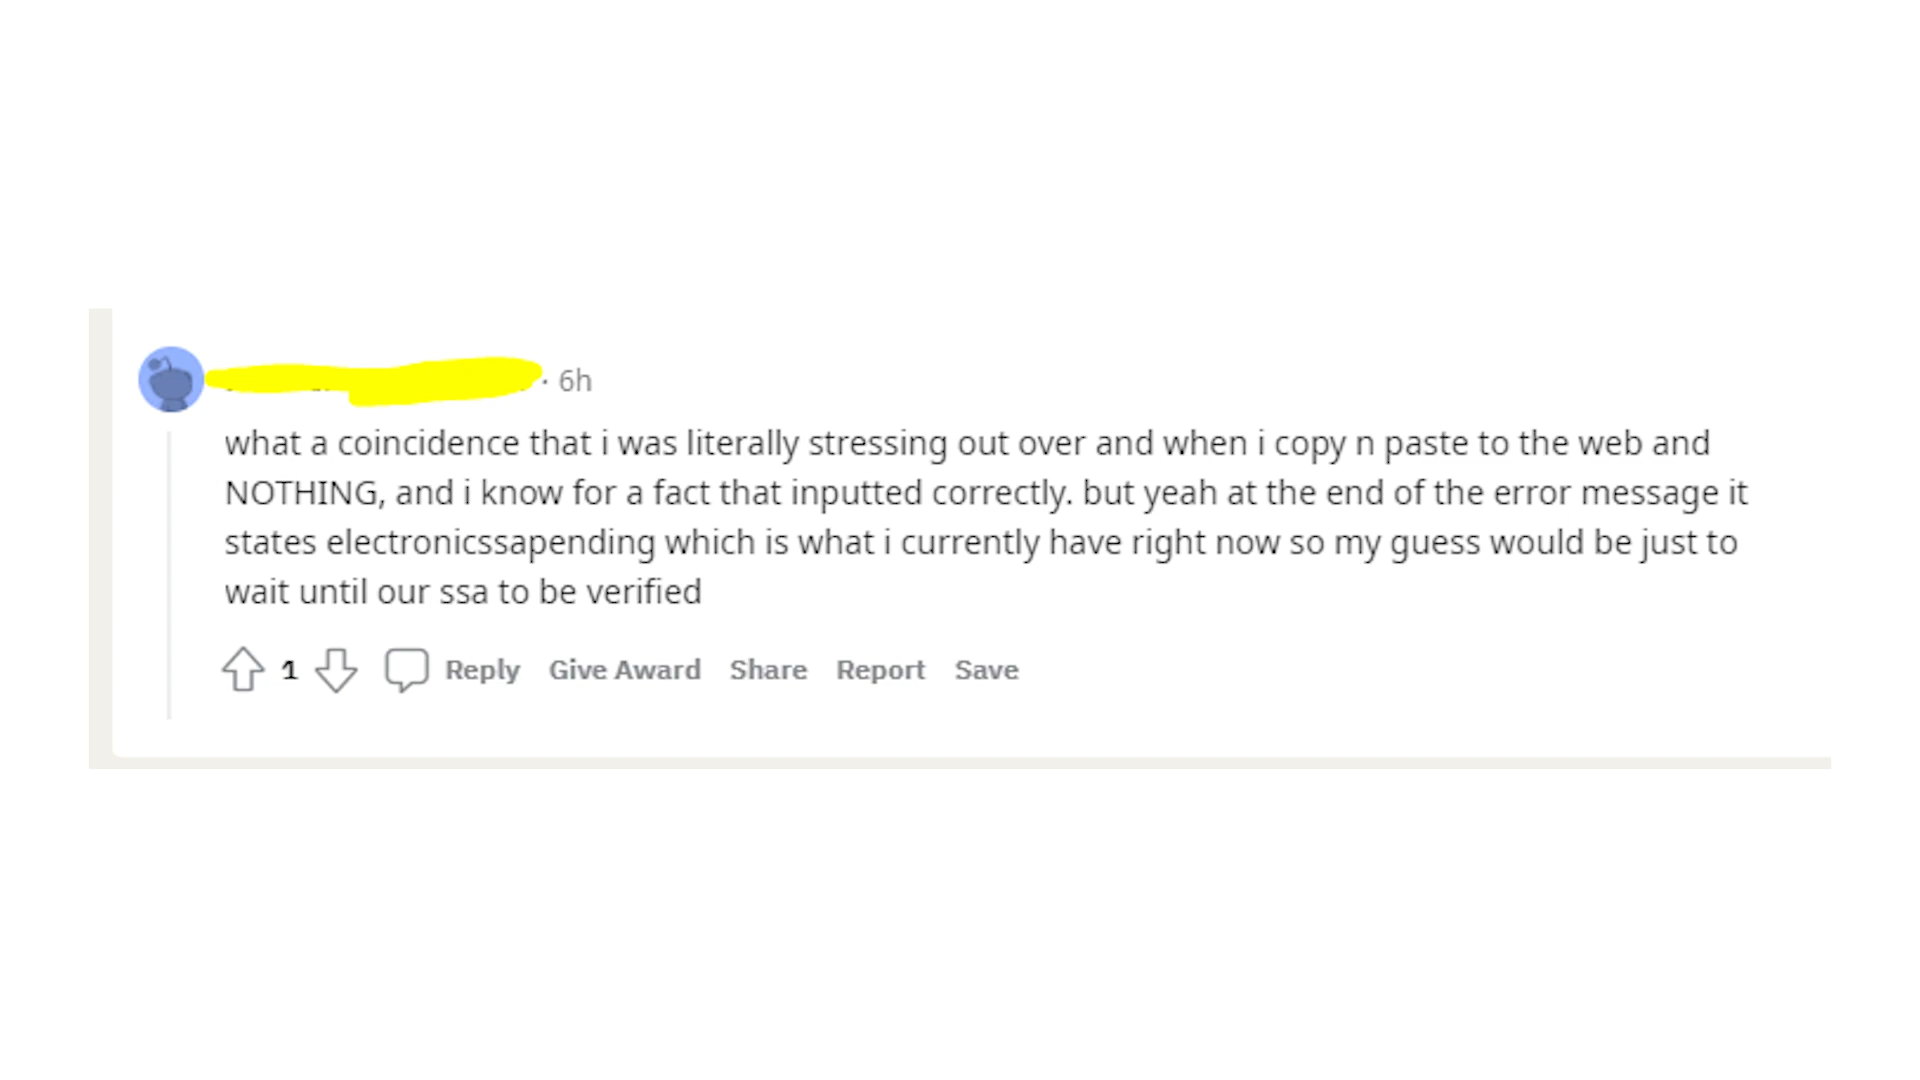 · 6h
what a coincidence that i was literally stressing out over and when i copy n paste to the web and
NOTHING, and i know for a fact that inputted correctly. but yeah at the end of the error message it
states electronicssapending which is what i currently have right now so my guess would be just to
wait until our ssa to be verified
1 Reply Give Award Share Report Save